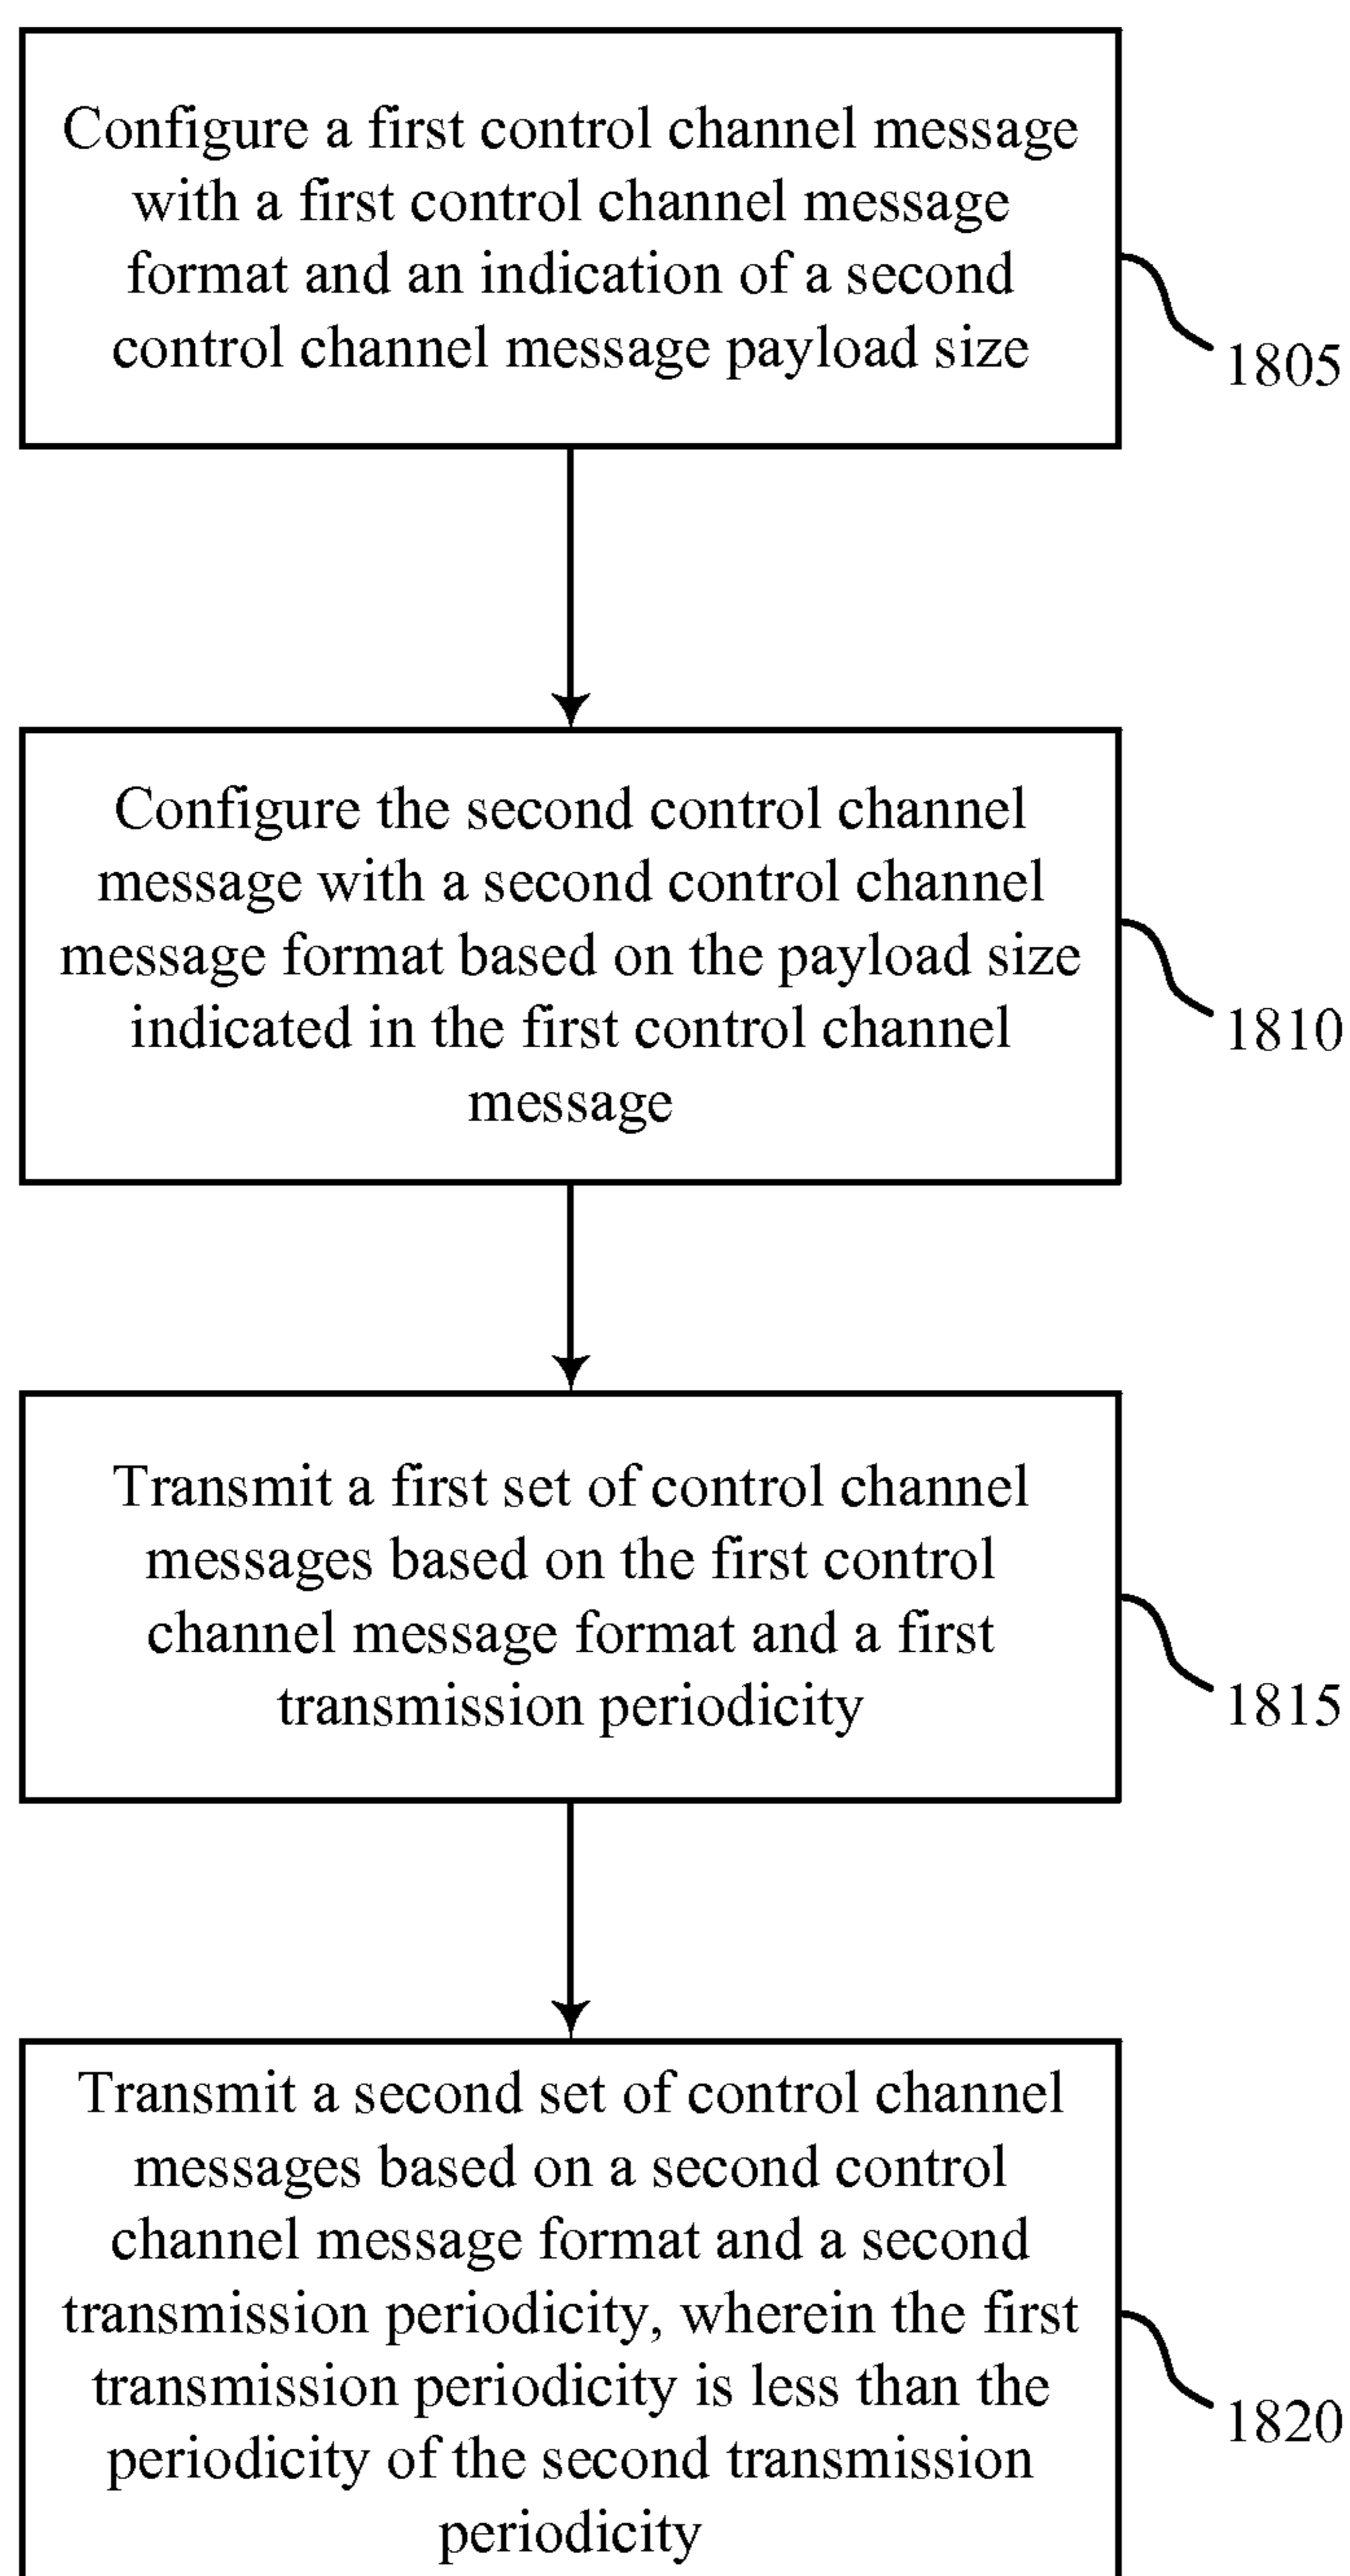 Configure a first control channel message
with a first control channel message
format and an indication of a second
control channel message payload size
1805
Configure the second control channel
message with a second control channel
message format based on the payload size
indicated in the first control channel
message
1810
Transmit a first set of control channel
messages based on the first control
channel message format and a first
transmission periodicity
1815
Transmit a second set of control channel
messages based on a second control
channel message format and a second
transmission periodicity, wherein the first
transmission periodicity is less than the
periodicity of the second transmission
periodicity
1820